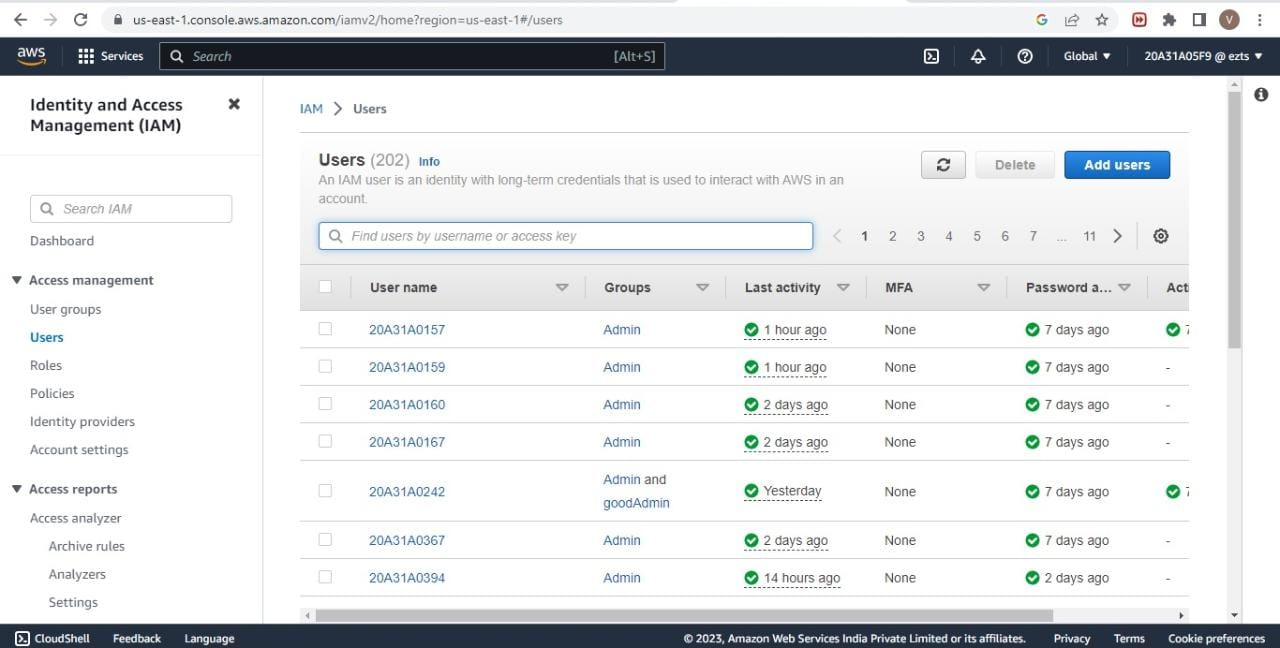 us-east-1.console.aws.amazon.com/iamv2/home?region=us-east-1#/users
V
aws Services Search [Alt+S] Global 20A31A05F9 @ ezts
Identity and Access
Management (IAM)
Search IAM
Dashboard
Access management
User groups
Users
Roles
Policies
Identity providers
Account settings
Access reports
Access analyzer
Archive rules
Analyzers
Settings
IAM > Users
Users (202) Info
An IAM user is an identity with long-term credentials that is used to interact with AWS in an
account.
Delete Add users
Find users by username or access key
1 2 3 4 5 6 7 ... 11
User name Groups Last activity MFA Password a...
20A31A0157 Admin 1 hour ago None 7 days ago
20A31A0159 Admin 1 hour ago None 7 days ago -
20A31A0160 Admin 2 days ago None 7 days ago -
20A31A0167 Admin 2 days ago None 7 days ago -
20A31A0242 Admin and
goodAdmin Yesterday None 7 days ago
20A31A0367 Admin 2 days ago None 7 days ago -
20A31A0394 Admin 14 hours ago None 2 days ago -
CloudShell Feedback Language © 2023, Amazon Web Services India Private Limited or its affiliates. Privacy Terms Cookie preferences